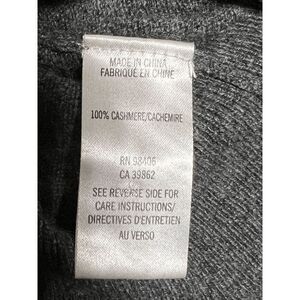 MADE IN CHINA
FABRIQUÉ EN CHINE
100% CASHMERE/CACHEMIRE
RN 98406
CA 39862
SEE REVERSE SIDE FOR
CARE INSTRUCTIONS/
DIRECTIVES D'ENTRETIEN
AU VERSO